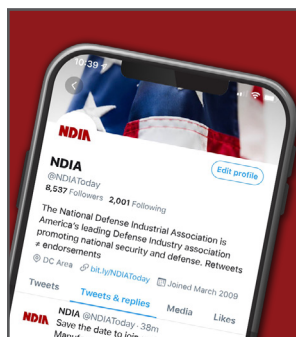 10:39
NDIA
Edit profile
NDIA
@NDIAToday
8,537 Followers 2,001 Following
The National Defense Industrial Association is
America's leading Defense Industry association
promoting national security and defense. Retweets
≠ endorsements
DC Area bit.ly/NDIAToday Joined March 2009
Tweets Tweets & replies Media Likes
NDIA NDIA @NDIAToday · 38m
Save the date to join